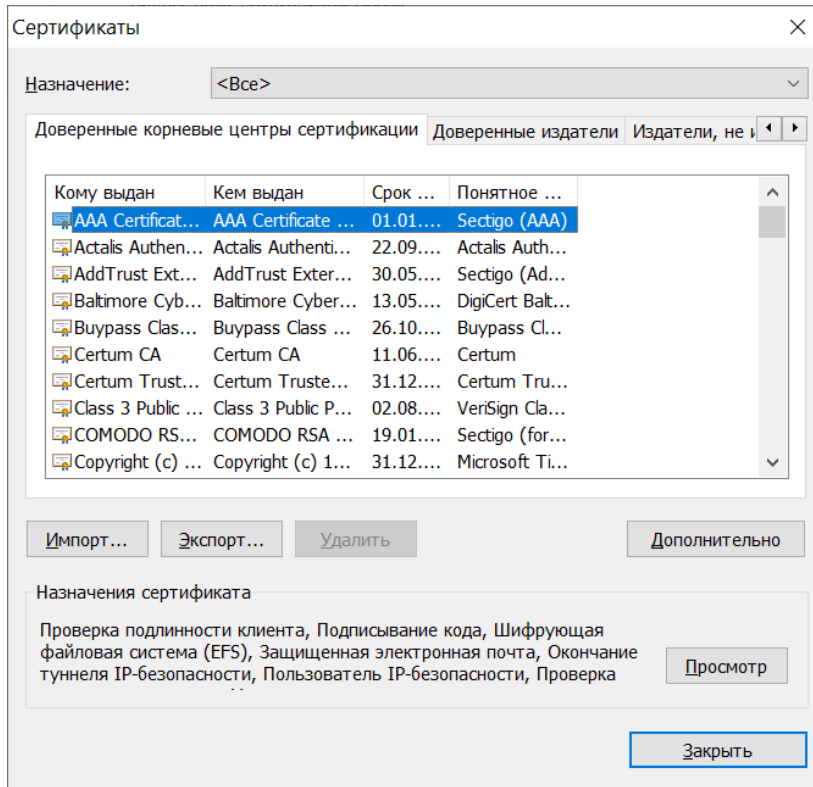 Сертификаты
Назначение: <Все>
Доверенные корневые центры сертификации Доверенные издатели Издатели, не и
Кому выдан Кем выдан Срок ... Понятное ...
AAA Certificat... AAA Certificate ... 01.01.... Sectigo (AAA)
Actalis Authen... Actalis Authenti... 22.09.... Actalis Auth...
AddTrust Ext... AddTrust Exter... 30.05.... Sectigo (Ad...
Baltimore Cyb... Baltimore Cyber... 13.05.... DigiCert Balt...
Buypass Clas... Buypass Class ... 26.10.... Buypass Cl...
Certum CA Certum CA 11.06.... Certum
Certum Trust... Certum Truste... 31.12.... Certum Tru...
Class 3 Public ... Class 3 Public P... 02.08.... VeriSign Cla...
COMODO RS... COMODO RSA ... 19.01.... Sectigo (for...
Copyright (c) ... Copyright (c) 1... 31.12.... Microsoft Ti...
Импорт... Экспорт... Удалить Дополнительно
Назначения сертификата
Проверка подлинности клиента, Подписывание кода, Шифрующая
файловая система (EFS), Защищенная электронная почта, Окончание
туннеля IP-безопасности, Пользователь IP-безопасности, Проверка
Просмотр
Закрыть